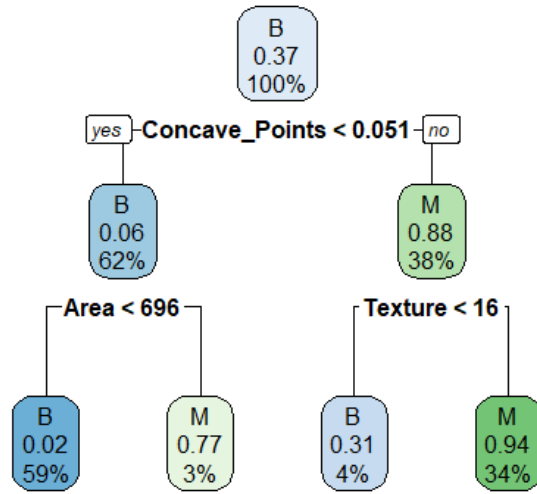 B
0.37
100%
yes Concave_Points < 0.051 no
B
0.06
62%
M
0.88
38%
Area < 696
Texture < 16
B
0.02
59%
M
0.77
3%
B
0.31
4%
M
0.94
34%